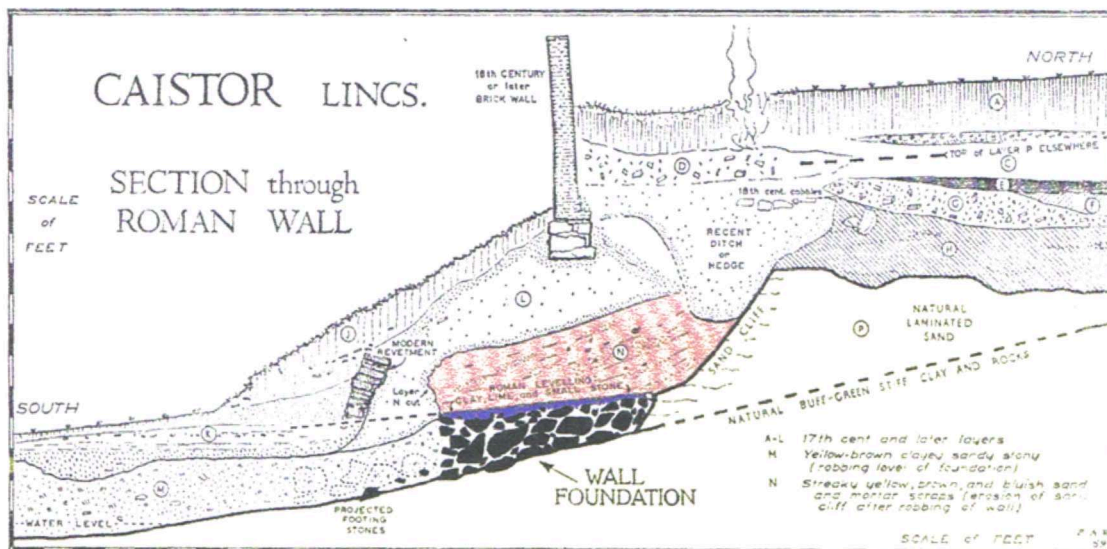 CAISTOR LINCS.
SECTION through
ROMAN WALL
SCALE
of
FEET
18th CENTURY
or later
BRICK WALL
NORTH
A
TOP of LAYER P ELSEWHERE
C
D
E
F
G
H
18th cent. cobbles
RECENT
DITCH
or
HEDGE
L
J
MODERN
REVETMENT
Layer
N cut
N
ROMAN LEVELLING
CLAY, LIME, and SMALL STONE
SAND CLIFF
NATURAL
LAMINATED
SAND
P
NATURAL BUFF-GREEN STIFF CLAY AND ROCKS
SOUTH
K
M
WATER LEVEL
PROJECTED
FOOTING
STONES
WALL
FOUNDATION
A-L 17th cent and later layers
M Yellow-brown clayey sandy stony
(robbing level of foundation)
N Streaky yellow, brown, and bluish sand
and mortar scraps (erosion of sand
cliff after robbing of wall)
SCALE of FEET